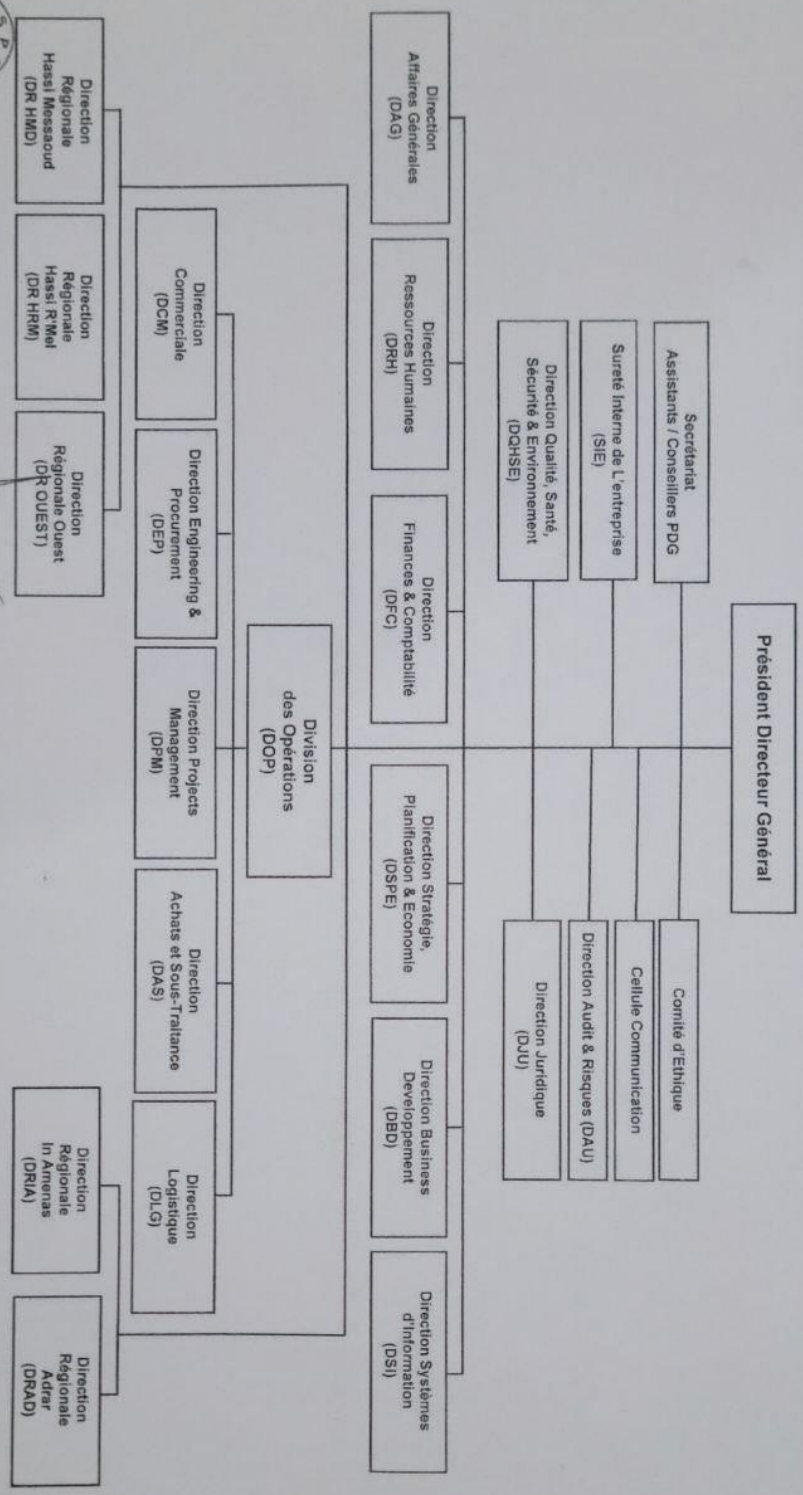 Président Directeur Général
Secrétariat
Assistants / Conseillers PDG
Comité d'Ethique
Sureté Interne de L'entreprise
(SIE)
Cellule Communication
Direction Audit & Risques (DAU)
Direction Qualité, Santé,
Sécurité & Environnement
(DQHSE)
Direction Juridique
(DJU)
Direction
Affaires Générales
(DAG)
Direction
Ressources Humaines
(DRH)
Direction
Finances & Comptabilité
(DFC)
Direction Stratégie,
Planification & Economie
(DSPE)
Direction Business
Developpement
(DBD)
Direction Systèmes
d'Information
(DSI)
Division
des Opérations
(DOP)
Direction
Commerciale
(DCM)
Direction Engineering &
Procurement
(DEP)
Direction Projects
Management
(DPM)
Direction
Achats et Sous-Traitance
(DAS)
Direction
Logistique
(DLG)
Direction
Régionale
Hassi Messaoud
(DR HMD)
Direction
Régionale
Hassi R'Mel
(DR HRM)
Direction
Régionale Ouest
(DR OUEST)
Direction
Régionale
In Amenas
(DRIA)
Direction
Régionale
Adrar
(DRAD)